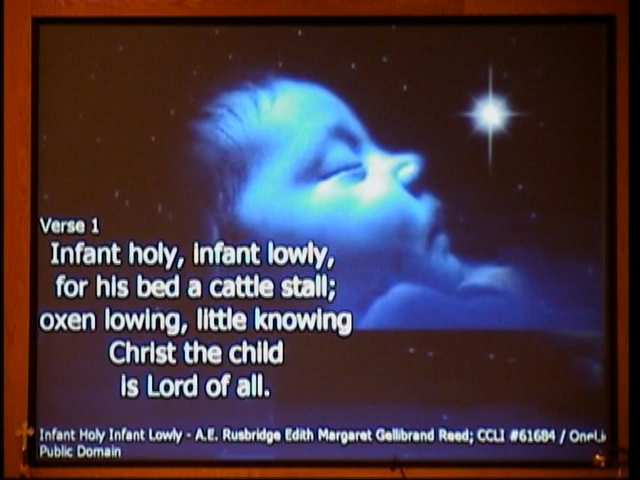 Verse 1
Infant holy, infant lowly,
for his bed a cattle stall;
oxen lowing, little knowing
Christ the child
is Lord of all.
Infant Holy Infant Lowly - A.E. Rusbridge Edith Margaret Gellibrand Reed; CCLI #61684 /
Public Domain